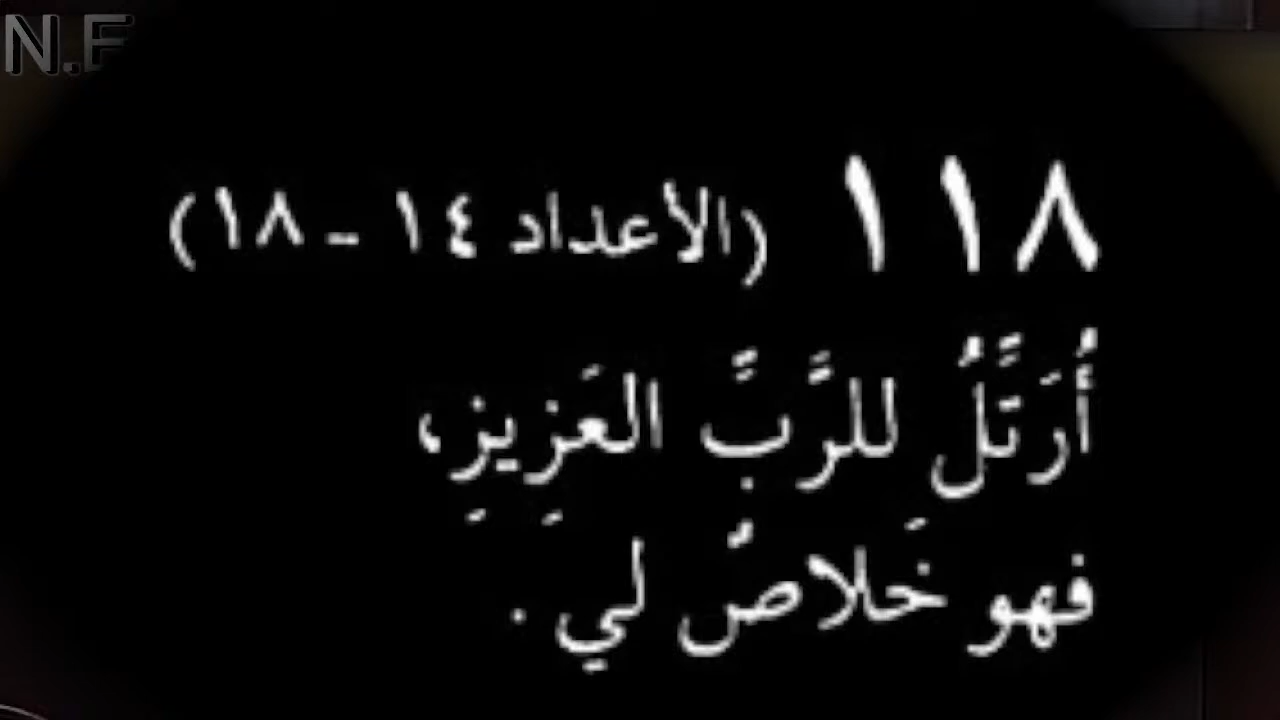 N.F
١١٨ (الأعداد ١٤ - ١٨)
أُرَتِّلُ للرَّبِّ العَزِيزِ،
فهو خَلاصٌ لي .